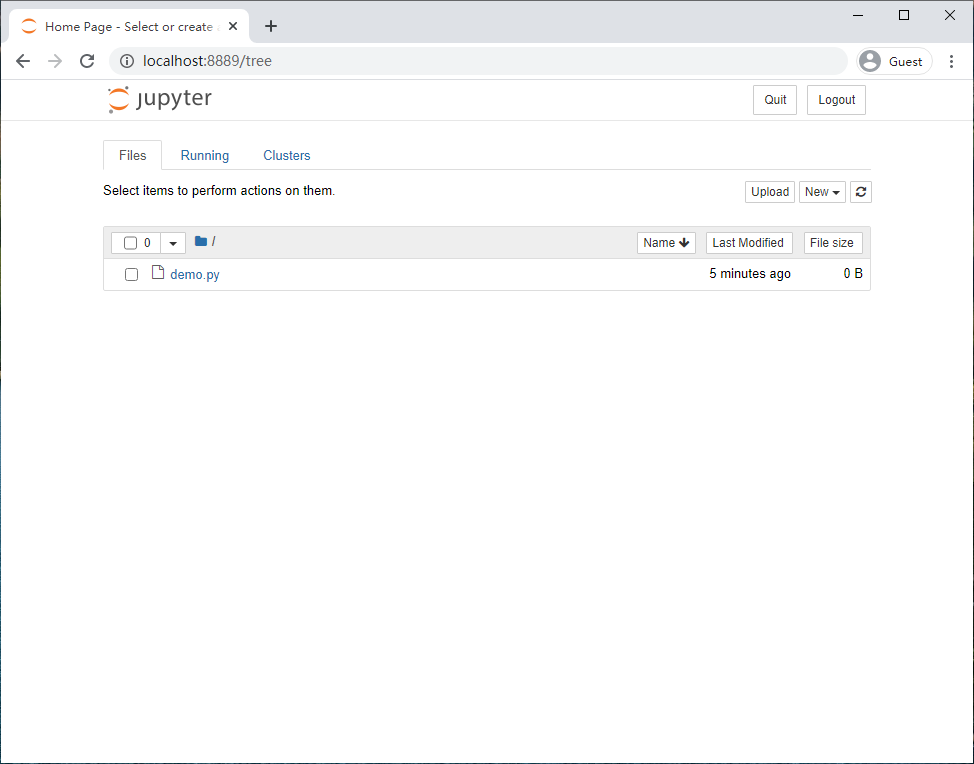 Home Page - Select or create
localhost:8889/tree
Guest
jupyter
Quit
Logout
Files
Running
Clusters
Select items to perform actions on them.
Upload
New
0
/
Name
Last Modified
File size
demo.py
5 minutes ago
0 B